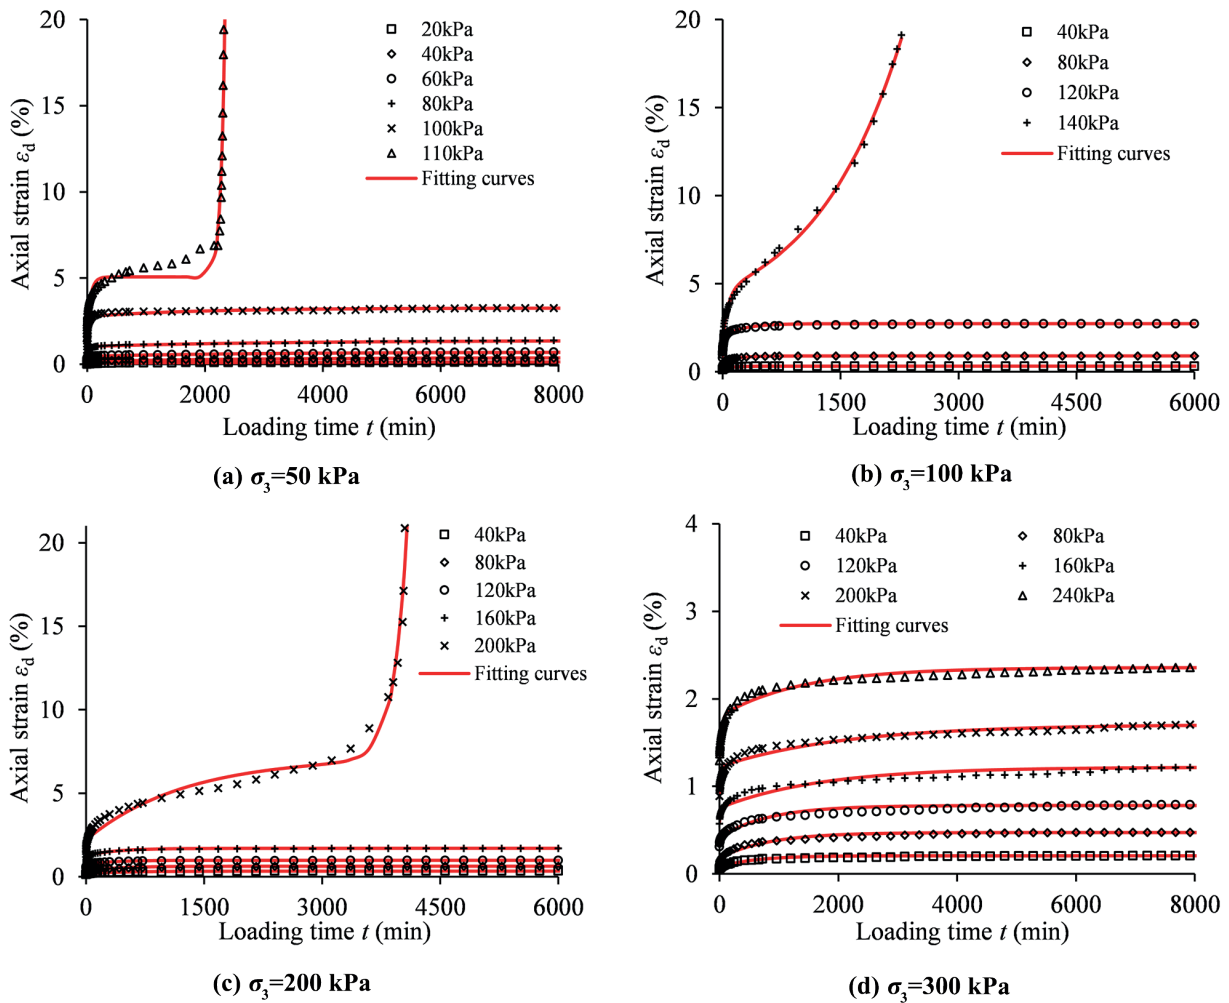 20
15
10
5
0
Axial strain εd (%)
20kPa
40kPa
60kPa
80kPa
100kPa
110kPa
Fitting curves
0 2000 4000 6000 8000
Loading time t (min)
(a) σ3=50 kPa
20
15
10
5
0
Axial strain εd (%)
40kPa
80kPa
120kPa
140kPa
Fitting curves
0 1500 3000 4500 6000
Loading time t (min)
(b) σ3=100 kPa
20
15
10
5
0
Axial strain εd (%)
40kPa
80kPa
120kPa
160kPa
200kPa
Fitting curves
0 1500 3000 4500 6000
Loading time t (min)
(c) σ3=200 kPa
4
3
2
1
0
Axial strain εd (%)
40kPa 80kPa
120kPa 160kPa
200kPa 240kPa
Fitting curves
0 2000 4000 6000 8000
Loading time t (min)
(d) σ3=300 kPa